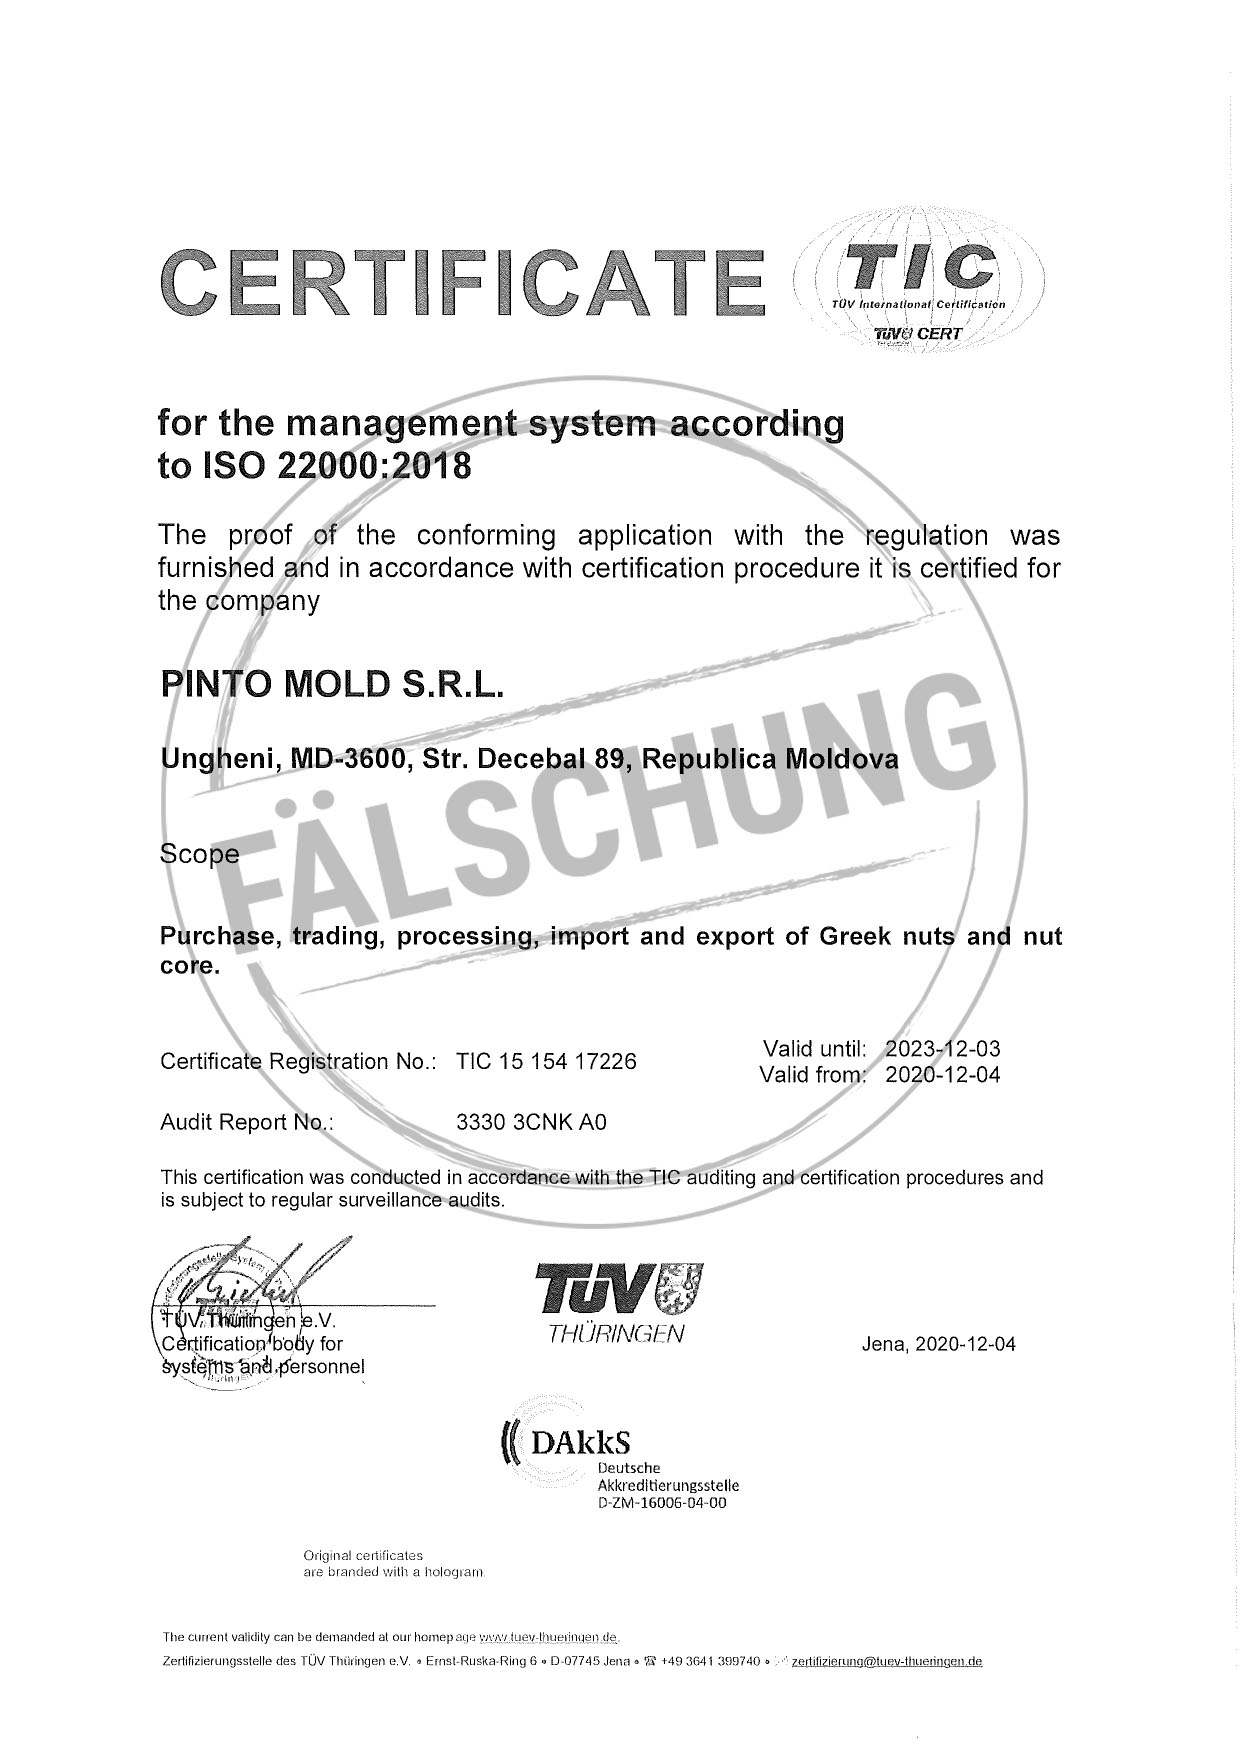 CERTIFICATE
TIC
TÜV International Certification
TÜV CERT
for the management system according
to ISO 22000:2018
The proof of the conforming application with the regulation was
furnished and in accordance with certification procedure it is certified for
the company
PINTO MOLD S.R.L.
Ungheni, MD-3600, Str. Decebal 89, Republica Moldova
FÄLSCHUNG
Scope
Purchase, trading, processing, import and export of Greek nuts and nut
core.
Certificate Registration No.: TIC 15 154 17226
Valid until: 2023-12-03
Valid from: 2020-12-04
Audit Report No.: 3330 3CNK A0
This certification was conducted in accordance with the TIC auditing and certification procedures and
is subject to regular surveillance audits.
TÜV Thüringen e.V.
Certification body for
systems and personnel
TÜV
THÜRINGEN
Jena, 2020-12-04
DAkkS
Deutsche
Akkreditierungsstelle
D-ZM-16006-04-00
Original certificates
are branded with a hologram.
The current validity can be demanded at our homepage www.tuev-thueringen.de.
Zertifizierungsstelle des TÜV Thüringen e.V. • Ernst-Ruska-Ring 6 • D-07745 Jena • ☎ +49 3641 399740 • zertifizierung@tuev-thueringen.de